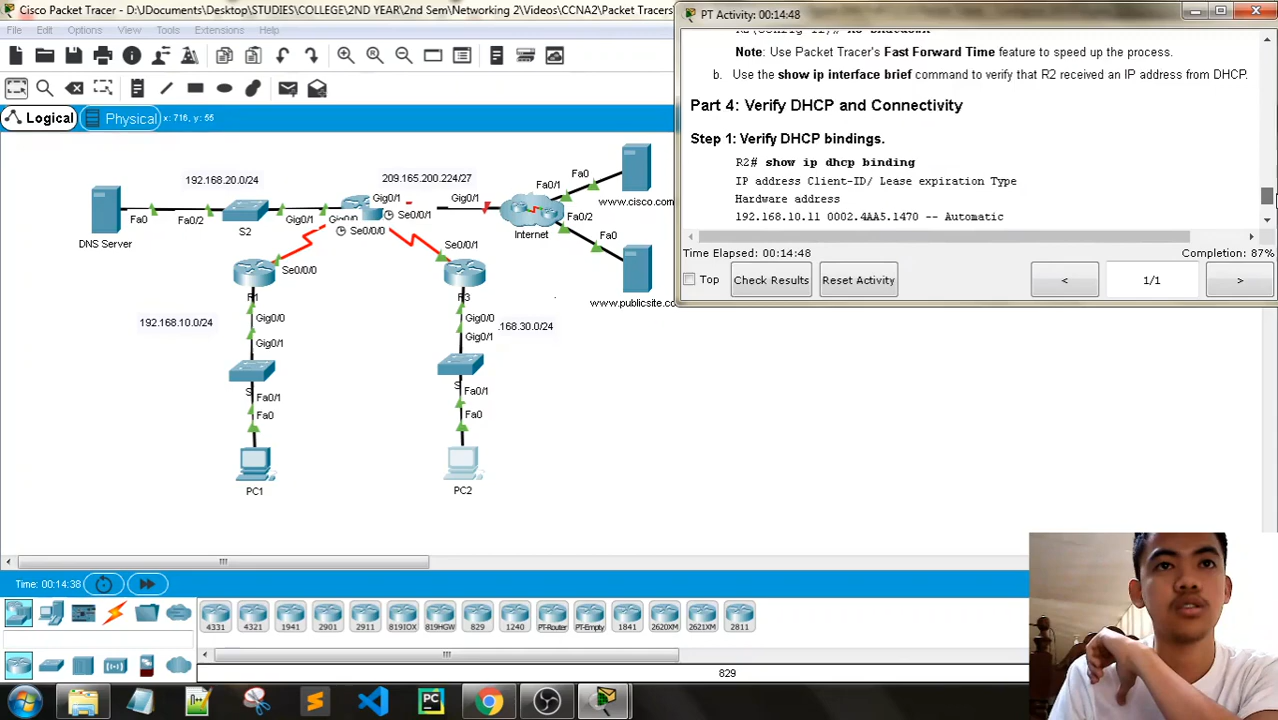 Cisco Packet Tracer - D:\Documents\Desktop\STUDIES\COLLEGE\2ND YEAR\2nd Sem\Networking 2\Videos\CCNA2\Packet Tracers
File Edit Options View Tools Extensions Help
Logical Physical x: 716, y: 55
PT Activity: 00:14:48
Note: Use Packet Tracer's Fast Forward Time feature to speed up the process.
b. Use the show ip interface brief command to verify that R2 received an IP address from DHCP.
Part 4: Verify DHCP and Connectivity
Step 1: Verify DHCP bindings.
R2# show ip dhcp binding
IP address Client-ID/ Lease expiration Type
Hardware address
192.168.10.11 0002.4AA5.1470 -- Automatic
Time Elapsed: 00:14:48
Completion: 87%
Top
Check Results
Reset Activity
<
1/1
>
192.168.20.0/24
209.165.200.224/27
DNS Server
Fa0
Fa0/2
S2
Gig0/1
Gig0/0
Gig0/1
Se0/0/1
Se0/0/0
Internet
Fa0/1
Fa0
www.cisco.com
Fa0/2
Fa0
www.publicsite.co
Se0/0/0
R1
Se0/0/1
R3
192.168.10.0/24
Gig0/0
Gig0/1
Gig0/0
.168.30.0/24
Gig0/1
S
Fa0/1
Fa0
PC1
S
Fa0/1
Fa0
PC2
Time: 00:14:38
4331 4321 1941 2901 2911 819IOX 819HGW 829 1240 PT-Router PT-Empty 1841 2620XM 2621XM 2811
829